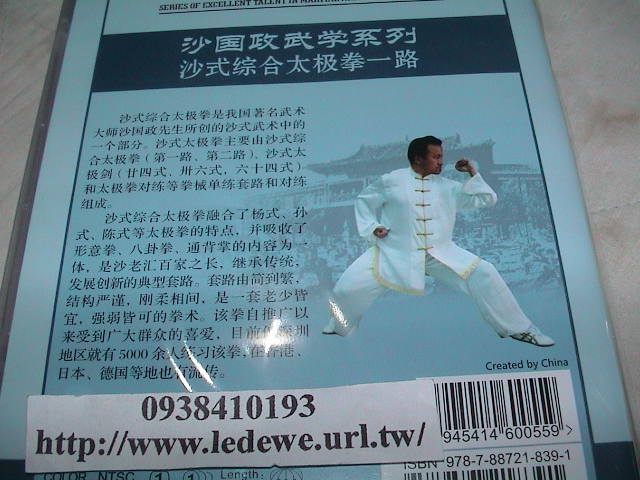 SERIES OF EXCELLENT TALENT IN MARTIAL
沙国政武学系列
沙式综合太极拳一路
沙式综合太极拳是我国著名武术
大师沙国政先生所创的沙式武术中的
一个部分。沙式太极拳主要由沙式综
合太极拳（第一路、第二路）、沙式太
极剑（廿四式、卅六式、六十四式）
和太极拳对练等拳械单练套路和对练
组成。
沙式综合太极拳融合了杨式、孙
式、陈式等太极拳的特点，并吸收了
形意拳、八卦拳、通背掌的内容为一
体，是沙老汇百家之长，继承传统，
发展创新的典型套路。套路由简到繁，
结构严谨，刚柔相间，是一套老少皆
宜，强弱皆可的拳术。该拳自推广以
来受到广大群众的喜爱，目前仅深圳
地区就有5000余人练习该拳，在香港、
日本、德国等地也有流传。
Created by China
0938410193
http://www.ledewe.url.tw/
945414 600559 >
ISBN 978-7-88721-839-1
COLOR NTSC 1 1 Length: